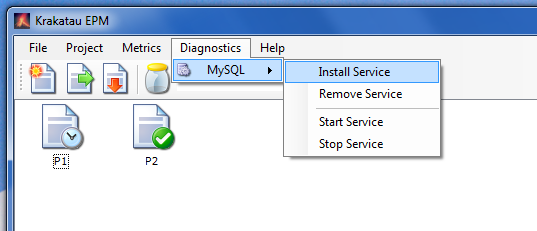 Krakatau EPM
File Project Metrics Diagnostics Help
MySQL
Install Service
Remove Service
Start Service
Stop Service
P1 P2